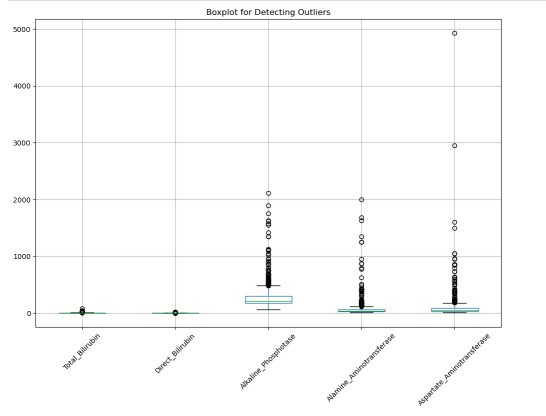 Boxplot for Detecting Outliers
5000
4000
3000
2000
1000
0
Total_Bilirubin
Direct_Bilirubin
Alkaline_Phosphotase
Alamine_Aminotransferase
Aspartate_Aminotransferase